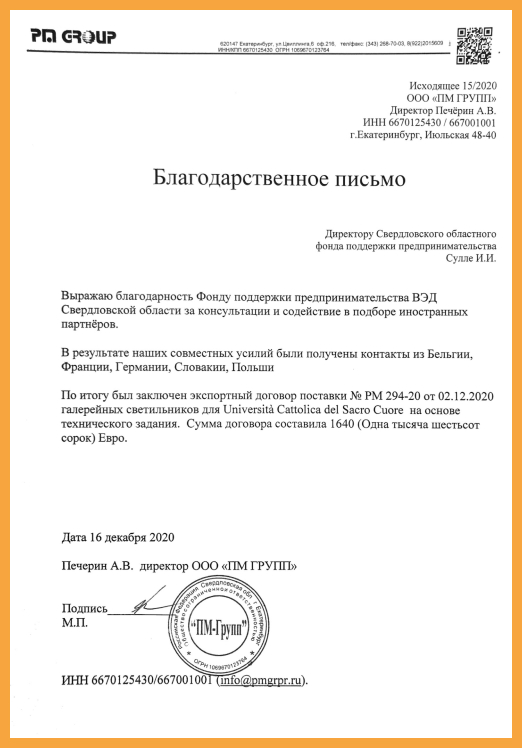 PM GROUP
620147 Екатеринбург, ул.Цвиллинга.6 оф.216, тел/факс: (343) 268-70-03, 8(922)2015609
ИНН/КПП 6670125430 ОГРН 1069670123764
Исходящее 15/2020
ООО «ПМ ГРУПП»
Директор Печёрин А.В.
ИНН 6670125430 / 667001001
г.Екатеринбург, Июльская 48-40
Благодарственное письмо
Директору Свердловского областного
фонда поддержки предпринимательства
Сулле И.И.
Выражаю благодарность Фонду поддержки предпринимательства ВЭД
Свердловской области за консультации и содействие в подборе иностранных
партнёров.
В результате наших совместных усилий были получены контакты из Бельгии,
Франции, Германии, Словакии, Польши
По итогу был заключен экспортный договор поставки № РМ 294-20 от 02.12.2020
галерейных светильников для Università Cattolica del Sacro Cuore на основе
технического задания. Сумма договора составила 1640 (Одна тысяча шестьсот
сорок) Евро.
Дата 16 декабря 2020
Печерин А.В. директор ООО «ПМ ГРУПП»
Подпись
М.П.
Российская Федерация, Свердловская обл. г. Екатеринбург
общество с ограниченной ответственностью
"ПМ-Групп"
ОГРН 1069670123764
ИНН 6670125430/667001001 (info@pmgrpr.ru).